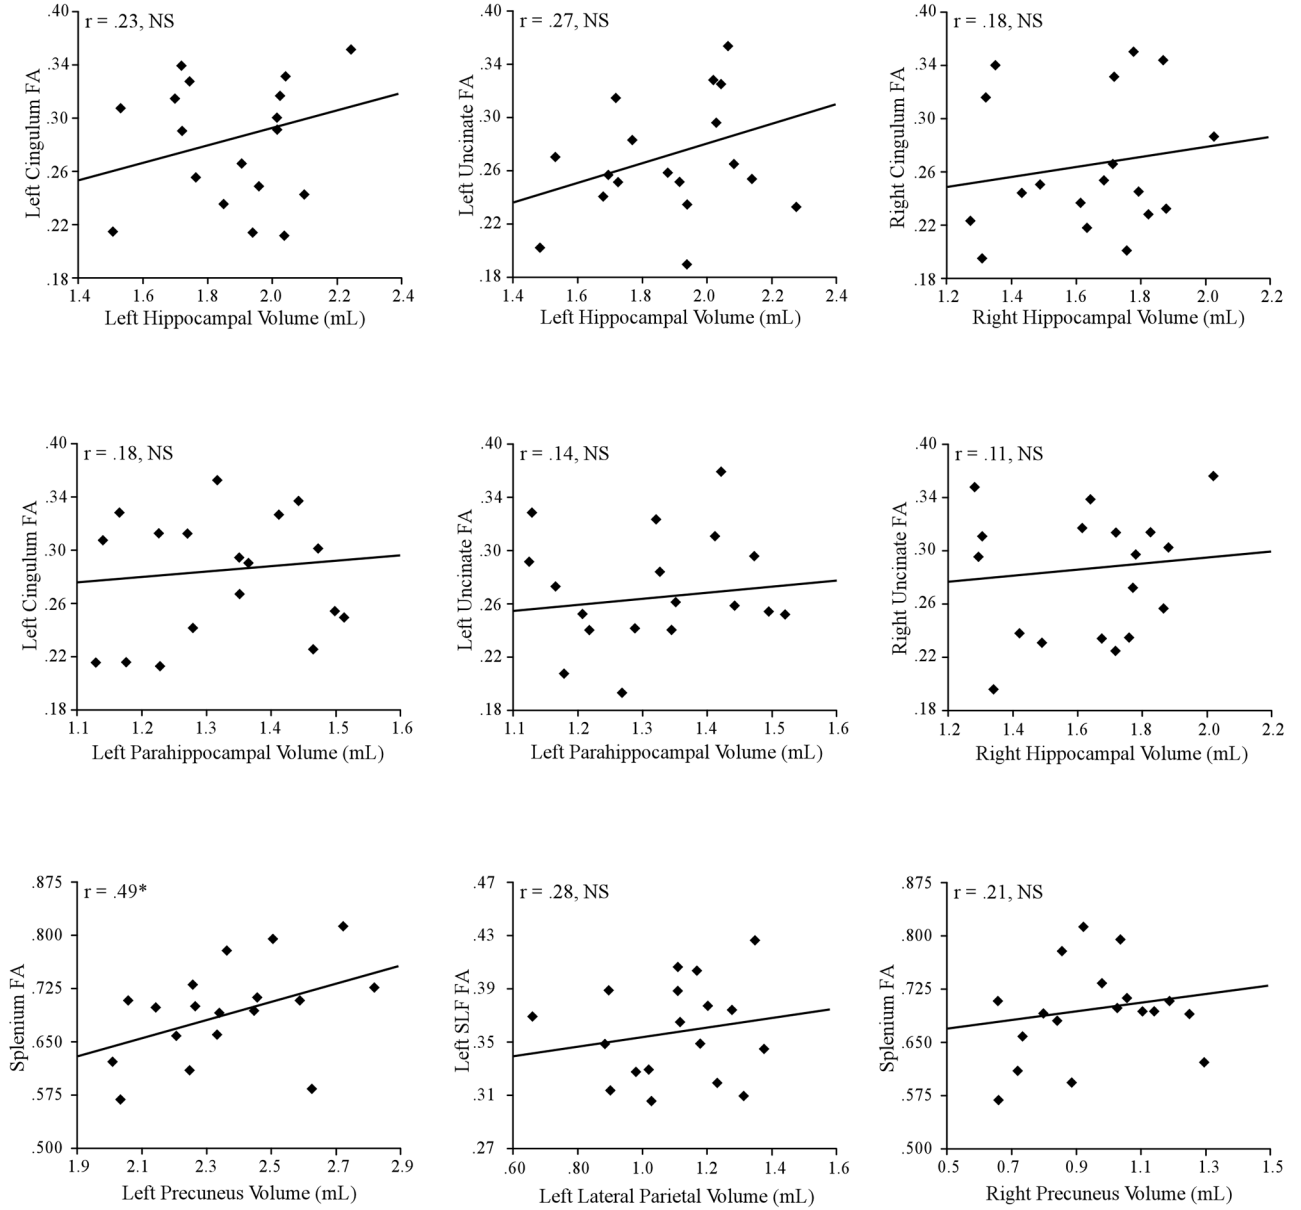 r = .23, NS
.40
.34
.30
.26
.22
.18
Left Cingulum FA
1.4 1.6 1.8 2.0 2.2 2.4
Left Hippocampal Volume (mL)
r = .27, NS
.40
.34
.30
.26
.22
.18
Left Uncinate FA
1.4 1.6 1.8 2.0 2.2 2.4
Left Hippocampal Volume (mL)
r = .18, NS
.40
.34
.30
.26
.22
.18
Right Cingulum FA
1.2 1.4 1.6 1.8 2.0 2.2
Right Hippocampal Volume (mL)
r = .18, NS
.40
.34
.30
.26
.22
.18
Left Cingulum FA
1.1 1.2 1.3 1.4 1.5 1.6
Left Parahippocampal Volume (mL)
r = .14, NS
.40
.34
.30
.26
.22
.18
Left Uncinate FA
1.1 1.2 1.3 1.4 1.5 1.6
Left Parahippocampal Volume (mL)
r = .11, NS
.40
.34
.30
.26
.22
.18
Right Uncinate FA
1.2 1.4 1.6 1.8 2.0 2.2
Right Hippocampal Volume (mL)
r = .49*
.875
.800
.725
.650
.575
.500
Splenium FA
1.9 2.1 2.3 2.5 2.7 2.9
Left Precuneus Volume (mL)
r = .28, NS
.47
.43
.39
.35
.31
.27
Left SLF FA
.60 .80 1.0 1.2 1.4 1.6
Left Lateral Parietal Volume (mL)
r = .21, NS
.875
.800
.725
.650
.575
.500
Splenium FA
0.5 0.7 0.9 1.1 1.3 1.5
Right Precuneus Volume (mL)